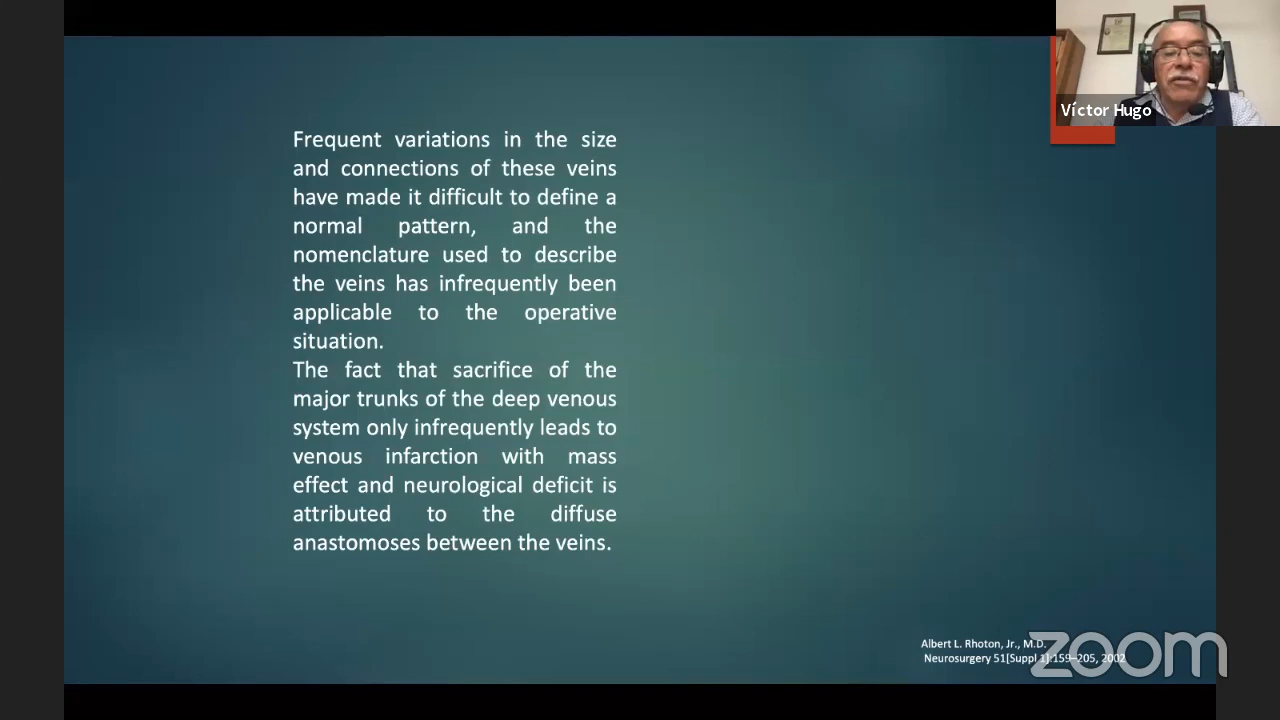 Víctor Hugo
Frequent variations in the size
and connections of these veins
have made it difficult to define a
normal pattern, and the
nomenclature used to describe
the veins has infrequently been
applicable to the operative
situation.
The fact that sacrifice of the
major trunks of the deep venous
system only infrequently leads to
venous infarction with mass
effect and neurological deficit is
attributed to the diffuse
anastomoses between the veins.
Albert L. Rhoton, Jr., M.D.
Neurosurgery 51[Suppl 1]:159–205, 2002
zoom